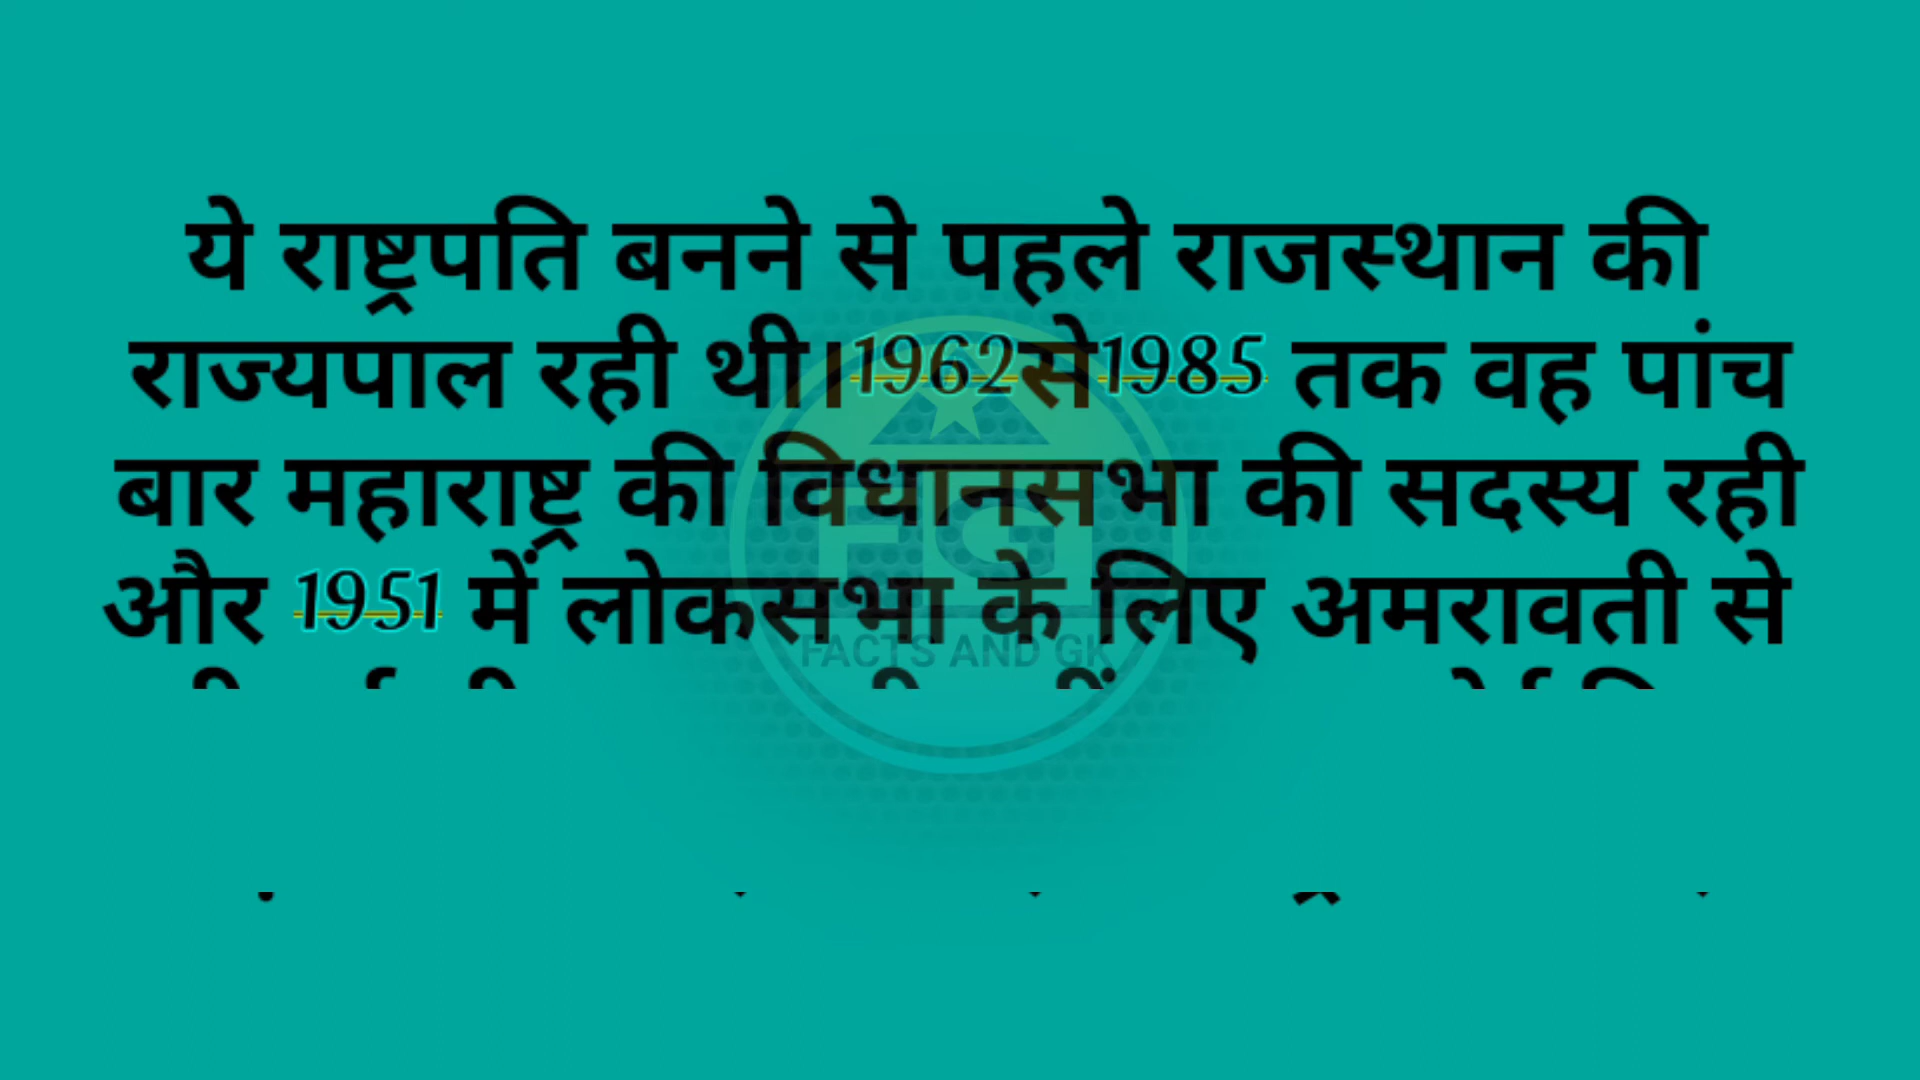 ये राष्ट्रपति बनने से पहले राजस्थान की
राज्यपाल रही थी।1962से1985 तक वह पांच
बार महाराष्ट्र की विधानसभा की सदस्य रही
और 1951 में लोकसभा के लिए अमरावती से
FG
FACTS AND GK